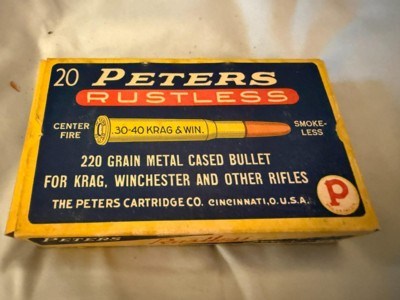 20 PETERS
RUSTLESS
CENTER FIRE
.30-40 KRAG & WIN.
SMOKE-LESS
220 GRAIN METAL CASED BULLET
FOR KRAG, WINCHESTER AND OTHER RIFLES
THE PETERS CARTRIDGE CO. CINCINNATI, O. U.S.A.
P
PETERS